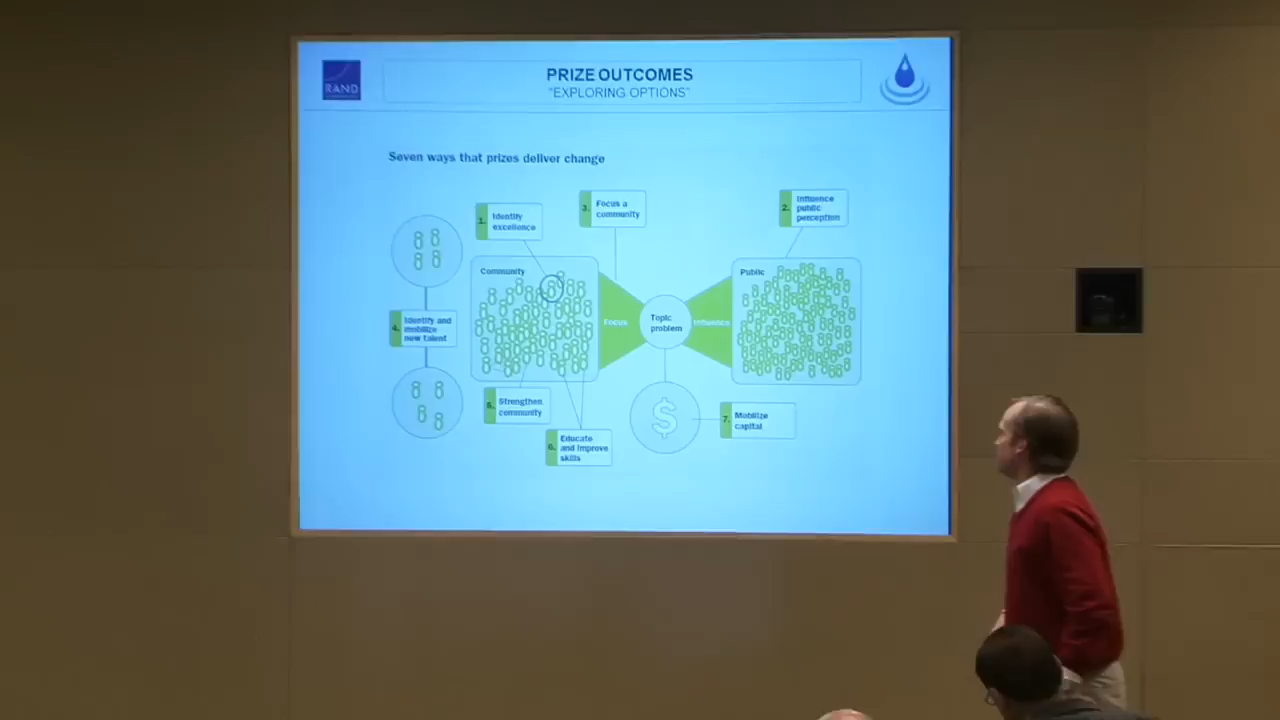 RAND
PRIZE OUTCOMES
"EXPLORING OPTIONS"
Seven ways that prizes deliver change
1. Identify
excellence
3. Focus a
community
2. Influence
public
perception
Community
Public
4. Identify and
mobilize
new talent
Focus
Topic
problem
Influence
5. Strengthen
community
6. Educate
and improve
skills
$
7. Mobilize
capital